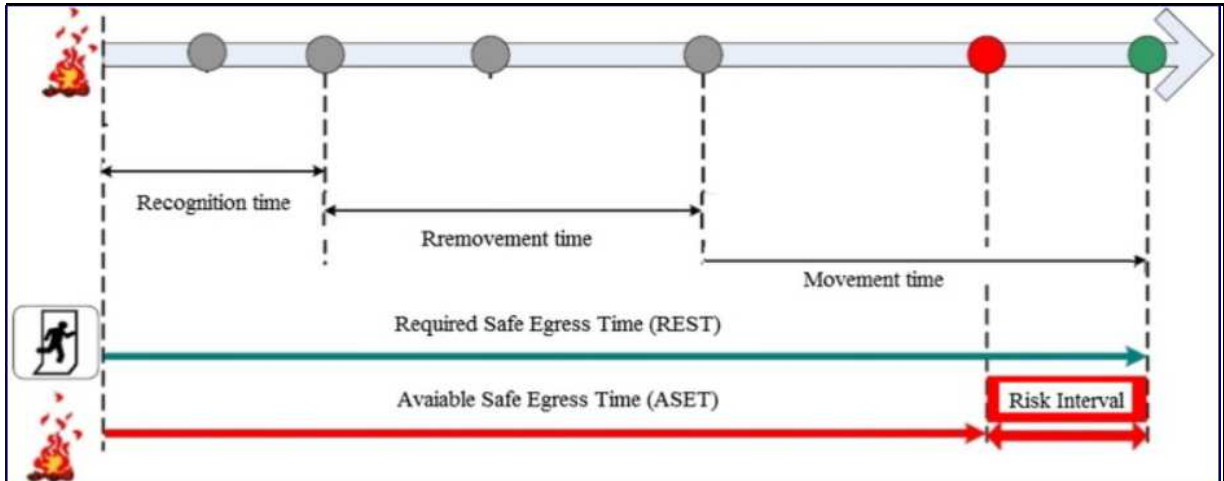 Recognition time
Rremovement time
Movement time
Required Safe Egress Time (REST)
Avaiable Safe Egress Time (ASET)
Risk Interval